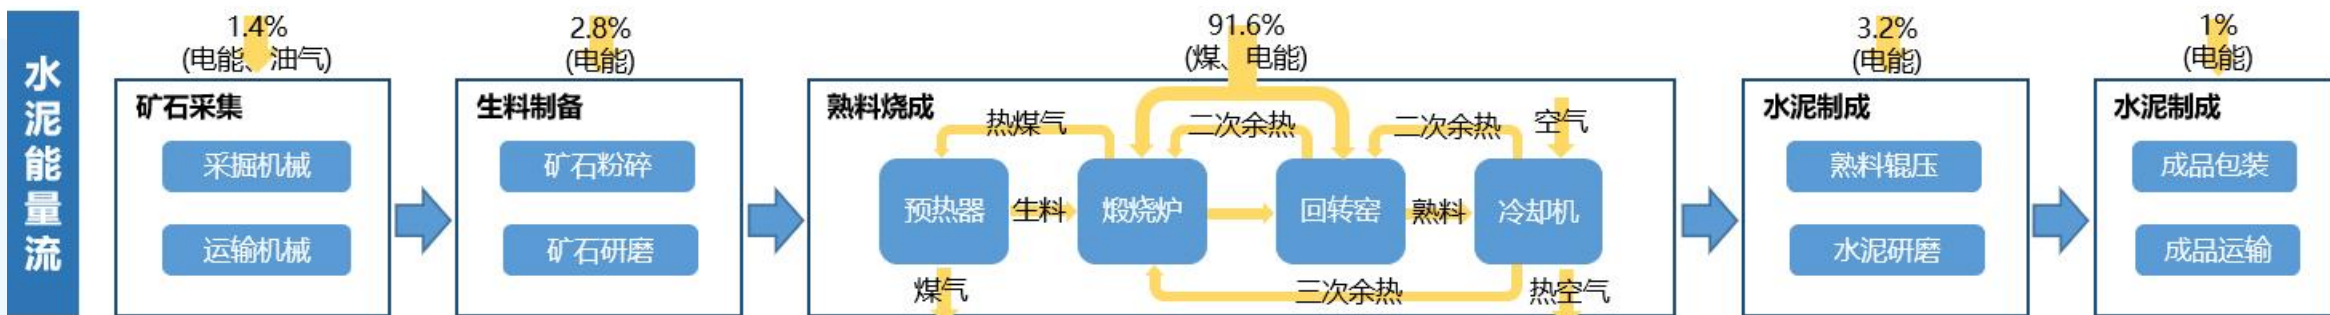 水泥能量流
1.4%
(电能、油气)
矿石采集
采掘机械
运输机械
2.8%
(电能)
生料制备
矿石粉碎
矿石研磨
91.6%
(煤、电能)
熟料烧成
热煤气
二次余热
二次余热
空气
预热器
生料
煅烧炉
回转窑
熟料
冷却机
煤气
三次余热
热空气
3.2%
(电能)
水泥制成
熟料辊压
水泥研磨
1%
(电能)
水泥制成
成品包装
成品运输